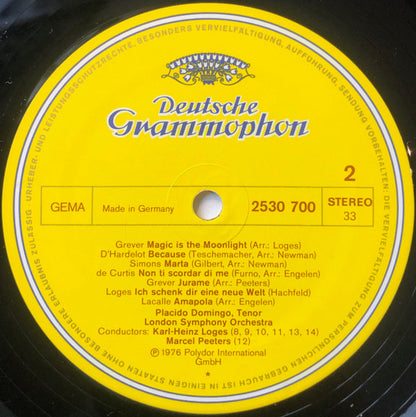 URHEBER- UND LEISTUNGSSCHUTZRECHTE, BESONDERS VERVIELFÄLTIGUNG, AUFFÜHRUNG, SENDUNG VORBEHALTEN. DIE VERVIELFÄLTIGUNG ZUM PERSÖNLICHEN GEBRAUCH IST IN EINIGEN STAATEN OHNE BESONDERE ERLAUBNIS ZULÄSSIG
Deutsche
Grammophon
2
GEMA
Made in Germany
2530 700
STEREO
33
Grever Magic is the Moonlight (Arr.: Loges)
D'Hardelot Because (Teschemacher, Arr.: Newman)
Simons Marta (Gilbert, Arr.: Newman)
de Curtis Non ti scordar di me (Furno, Arr.: Engelen)
Grever Jurame (Arr.: Peeters)
Loges Ich schenk dir eine neue Welt (Hachfeld)
Lacalle Amapola (Arr.: Engelen)
Placido Domingo, Tenor
London Symphony Orchestra
Conductors: Karl-Heinz Loges (8, 9, 10, 11, 13, 14)
Marcel Peeters (12)
Ⓟ 1976 Polydor International
GmbH
*